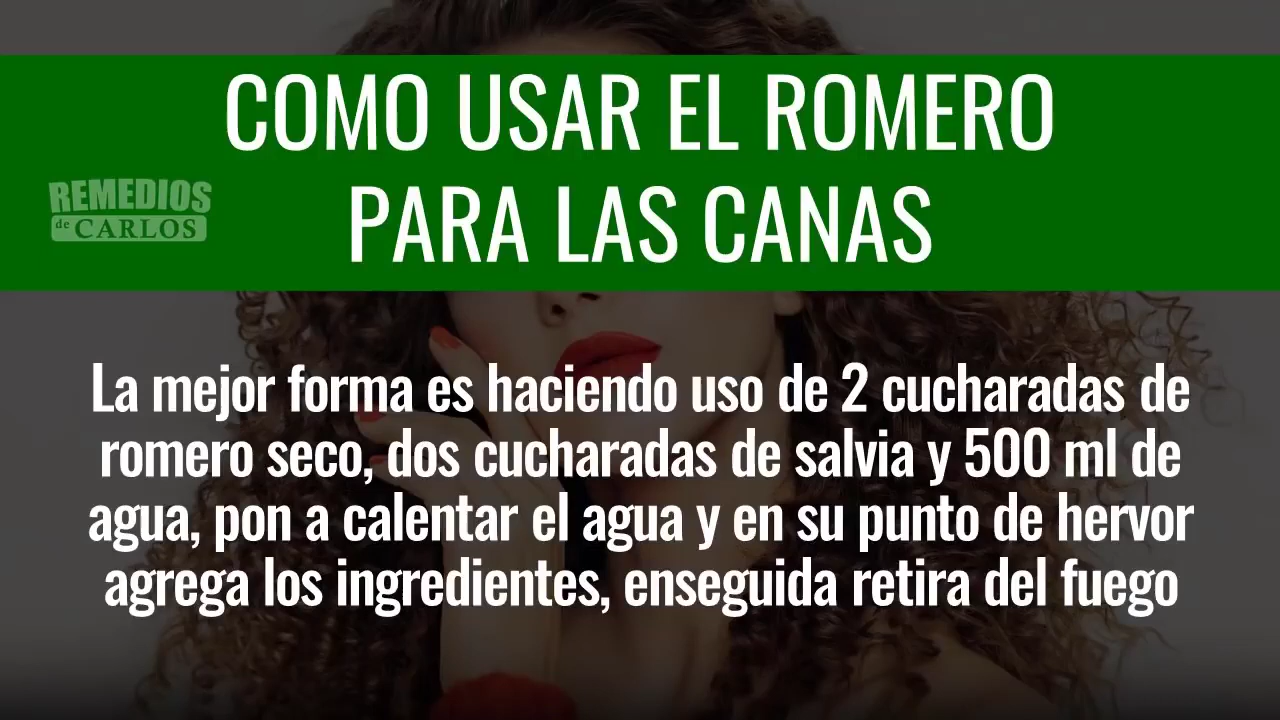 COMO USAR EL ROMERO
PARA LAS CANAS
REMEDIOS
de CARLOS
La mejor forma es haciendo uso de 2 cucharadas de
romero seco, dos cucharadas de salvia y 500 ml de
agua, pon a calentar el agua y en su punto de hervor
agrega los ingredientes, enseguida retira del fuego